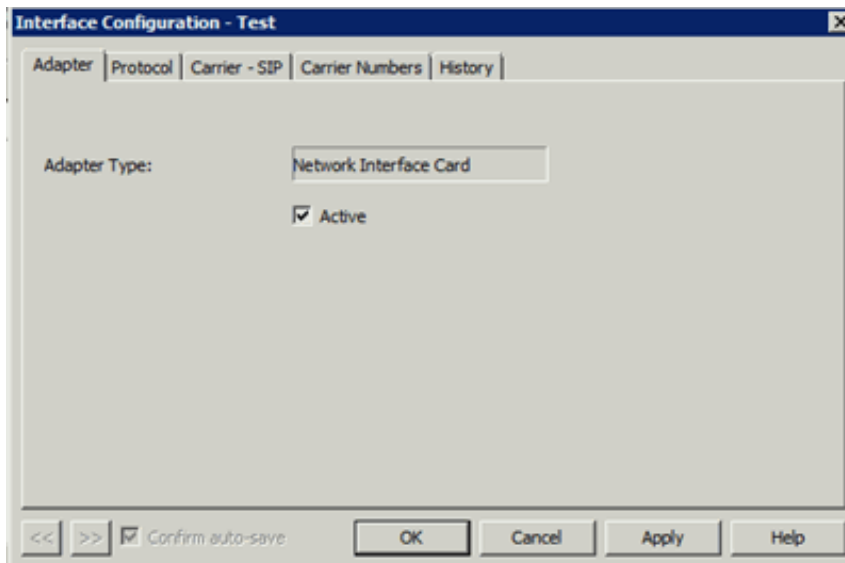 Interface Configuration - Test
Adapter Protocol Carrier - SIP Carrier Numbers History
Adapter Type: Network Interface Card
Active
<< >> Confirm auto-save OK Cancel Apply Help